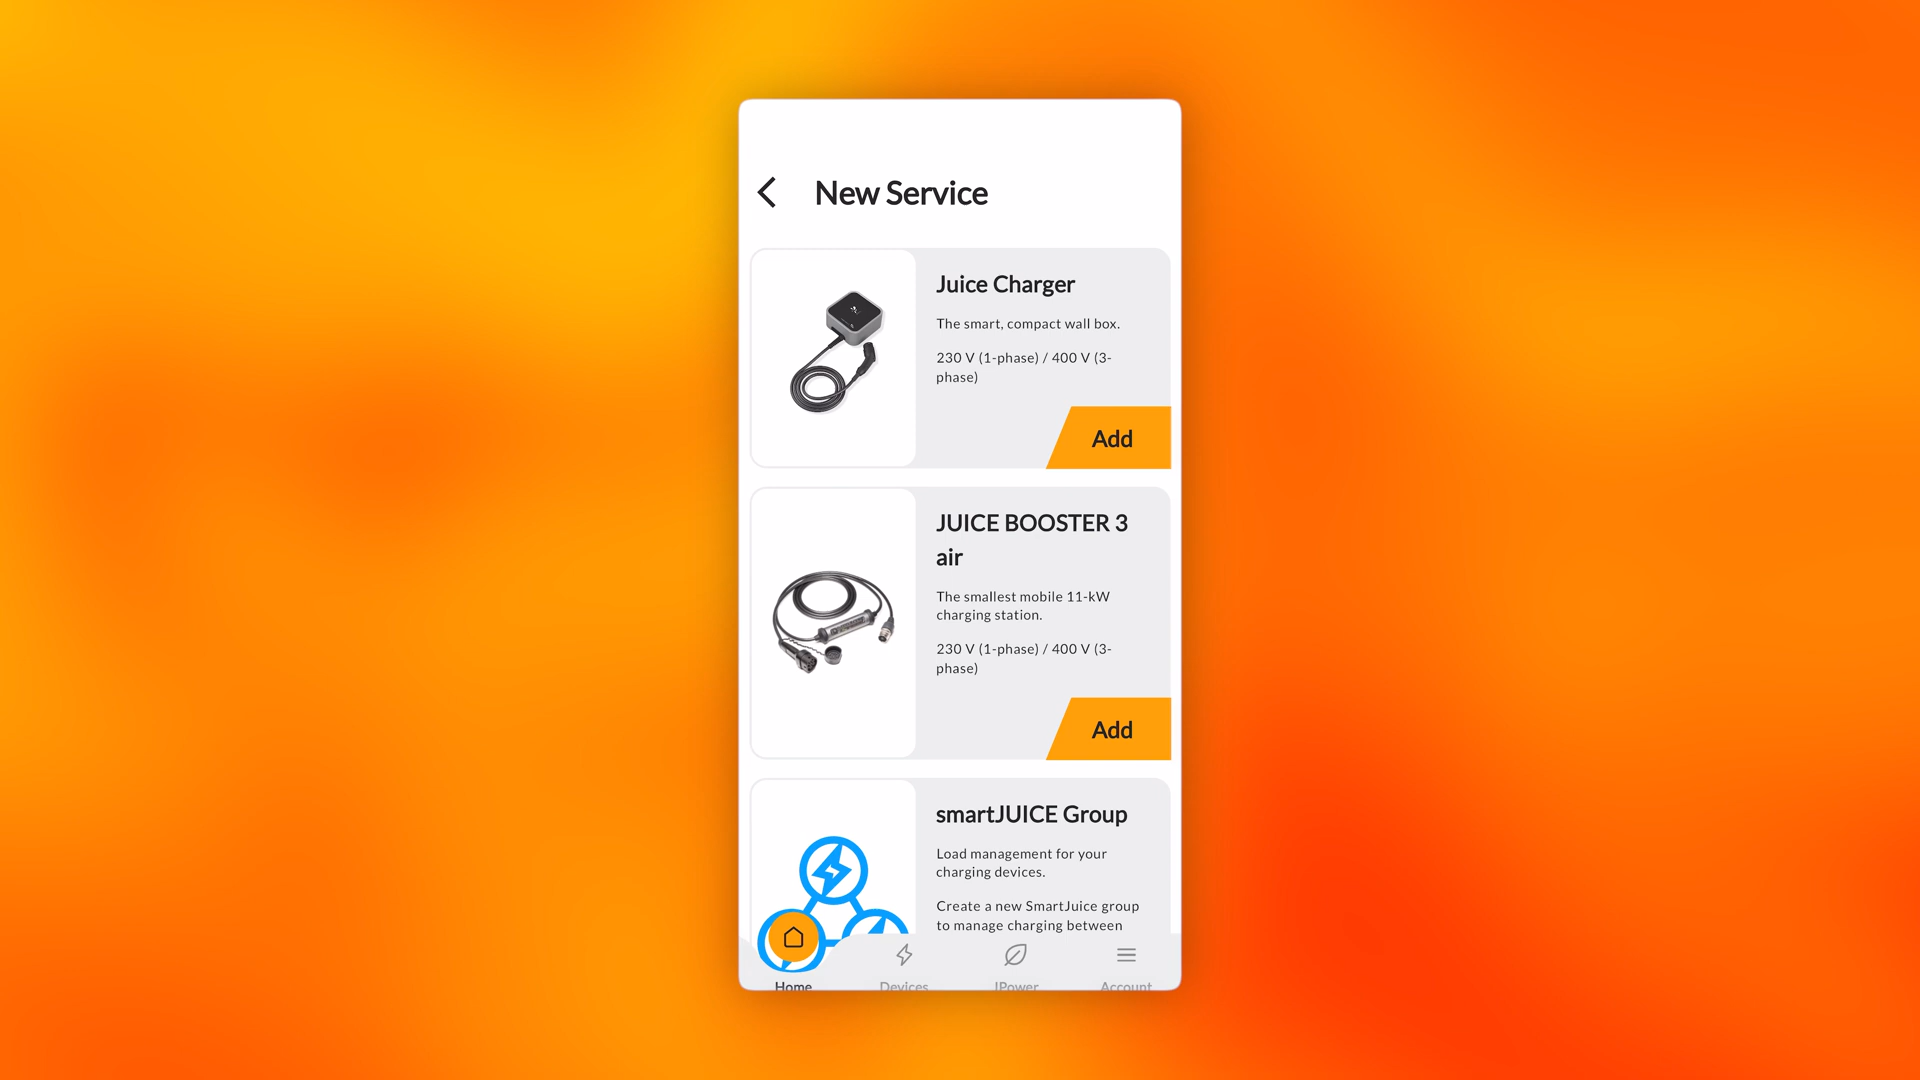 New Service
Juice Charger
The smart, compact wall box.
230 V (1-phase) / 400 V (3-
phase)
Add
JUICE BOOSTER 3
air
The smallest mobile 11-kW
charging station.
230 V (1-phase) / 400 V (3-
phase)
Add
smartJUICE Group
Load management for your
charging devices.
Create a new SmartJuice group
to manage charging between
Home
Devices
JPower
Account